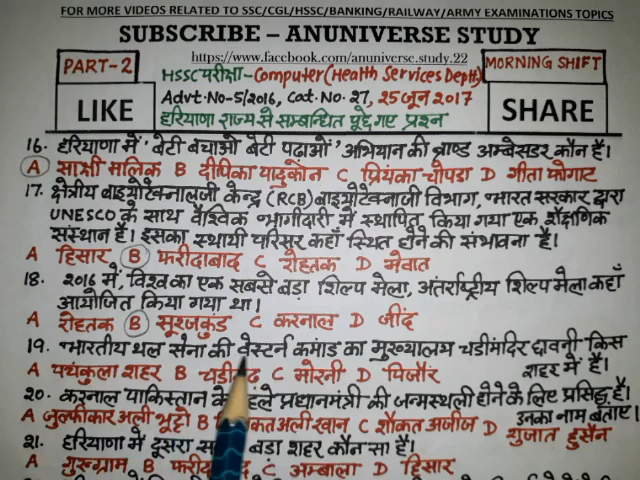 FOR MORE VIDEOS RELATED TO SSC/CGL/HSSC/BANKING/RAILWAY/ARMY EXAMINATIONS TOPICS
SUBSCRIBE – ANUNIVERSE STUDY
https://www.facebook.com/anuniverse.study.22
PART-2
HSSC परीक्षा - Computer (Health Services Deptt)
MORNING SHIFT
LIKE
Advt. No-5/2016, Cat. No. 27, 25 जून 2017
SHARE
हरियाणा राज्य से सम्बन्धित पूछे गए प्रश्न
16. हरियाणा में 'बेटी बचाओ बेटी पढ़ाओ' अभियान की ब्राण्ड अम्बेसडर कौन है।
A साक्षी मलिक B दीपिका यादुकोन C प्रियंका चोपडा D गीता फोगाट
17. क्षेत्रीय बाइयोटेक्नालॅजी केन्द्र (RCB) बाइयोटेक्नाजी विभाग, भारत सरकार द्वारा
UNESCO के साथ वैश्विक भागीदारी में स्थापित किया गया एक शैक्षणिक
संस्थान है। इसका स्थायी परिसर कहाँ स्थित होने की संभावना है।
A हिसार B फरीदाबाद C रोहतक D मेवात
18. 2016 में, विश्व का एक सबसे बड़ा शिल्प मेला, अंतर्राष्ट्रीय शिल्प मेला कहाँ
आयोजित किया गया था।
A रोहतक B सूरजकुंड C करनाल D जींद
19. भारतीय थल सेना की वेस्टर्न कमांड का मुख्यालय चडीमंदिर छावनी किस
शहर में है।
A पचंकुला शहर B C मोरनी D पिंजौर
20. करनाल पाकिस्तान के प्रधानमंत्री की जन्मस्थली होने के लिए प्रसिद्ध है।
उनका नाम बताए।
A जुल्फीकार अली भुट्टो B अली खान C शौकत अजीज D शुजात हुसैन
21. हरियाणा में दूसरा बड़ा शहर कौन सा है।
A गुरुग्राम B C अम्बाला D हिसार